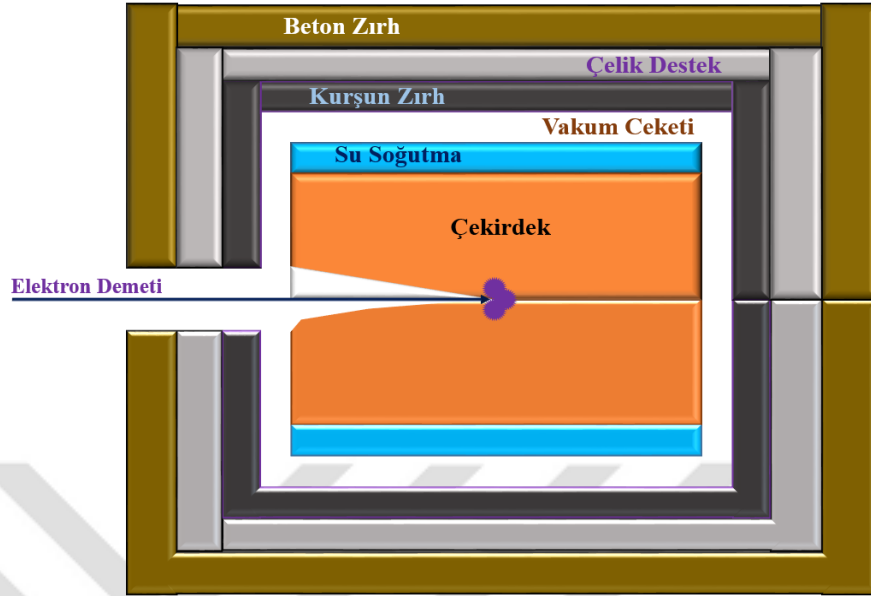 Beton Zırh
Çelik Destek
Kurşun Zırh
Vakum Ceketi
Su Soğutma
Çekirdek
Elektron Demeti